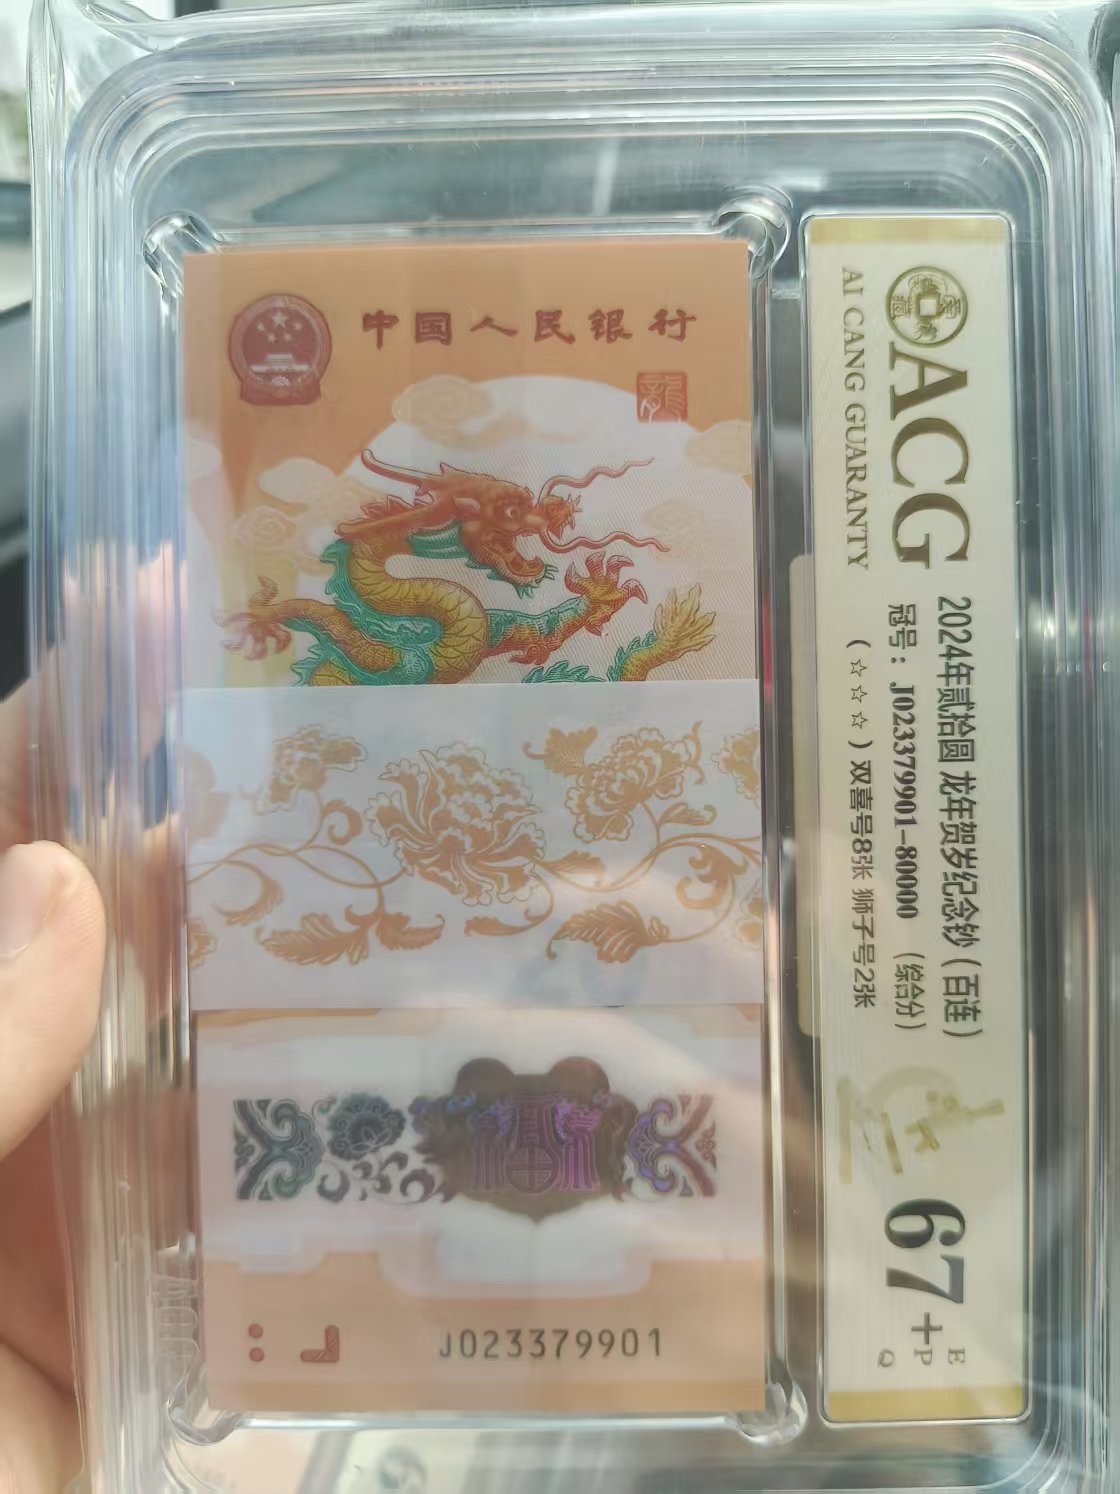 中国人民银行
龍
J023379901
ACG
AI CANG GUARANTY
2024年贰拾圆 龙年贺岁纪念钞（百连）
冠号：J023379901-80000 （综合分）
（☆☆☆）双喜号8张 狮子号2张
67+
E
P
Q